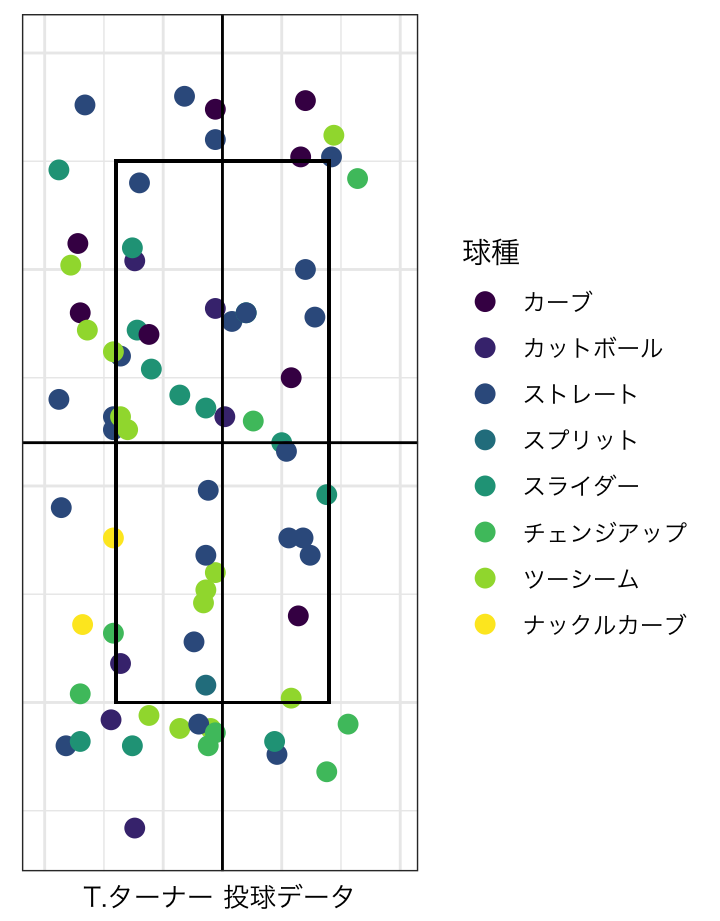 球種
カーブ
カットボール
ストレート
スプリット
スライダー
チェンジアップ
ツーシーム
ナックルカーブ
T.ターナー 投球データ